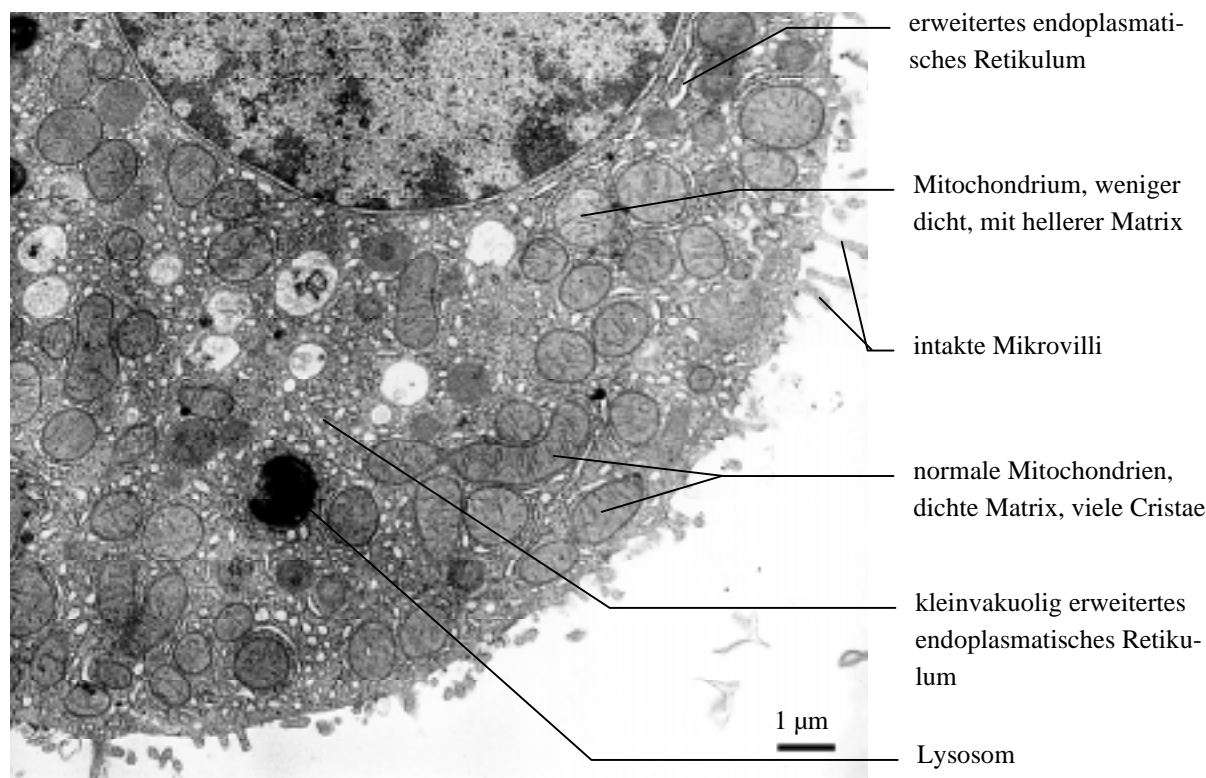 erweitertes endoplasmati-
sches Retikulum
Mitochondrium, weniger
dicht, mit hellerer Matrix
intakte Mikrovilli
normale Mitochondrien,
dichte Matrix, viele Cristae
kleinvakuolig erweitertes
endoplasmatisches Retiku-
lum
1 µm
Lysosom